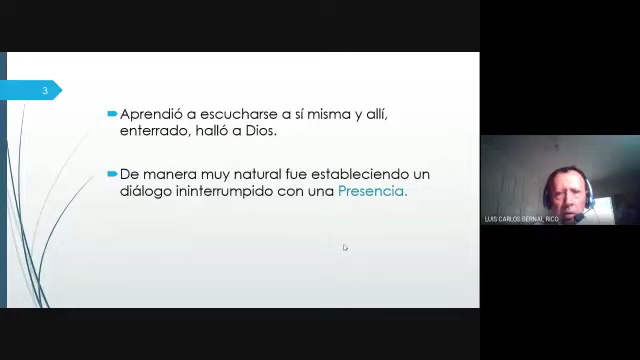 3
Aprendió a escucharse a sí misma y allí,
enterrado, halló a Dios.
De manera muy natural fue estableciendo un
diálogo ininterrumpido con una Presencia.
LUIS CARLOS BERNAL RICO